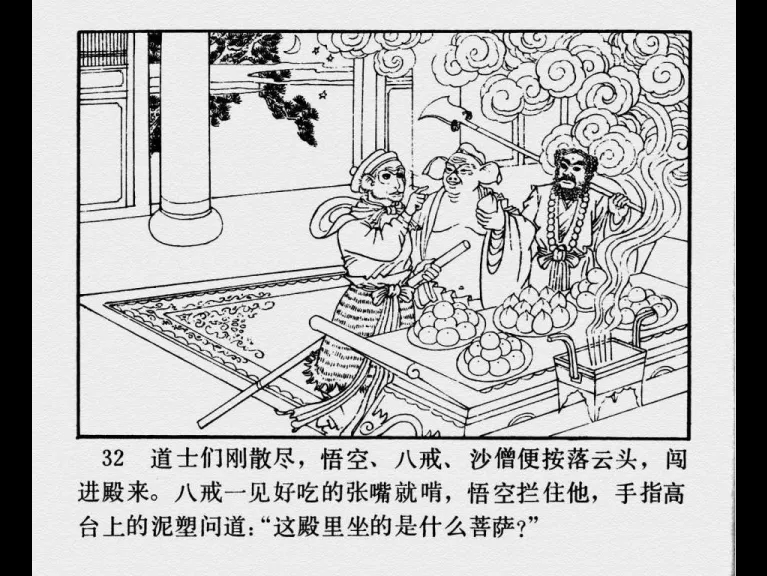 32 道士们刚散尽，悟空、八戒、沙僧便按落云头，闯
进殿来。八戒一见好吃的张嘴就啃，悟空拦住他，手指高
台上的泥塑问道：“这殿里坐的是什么菩萨？”